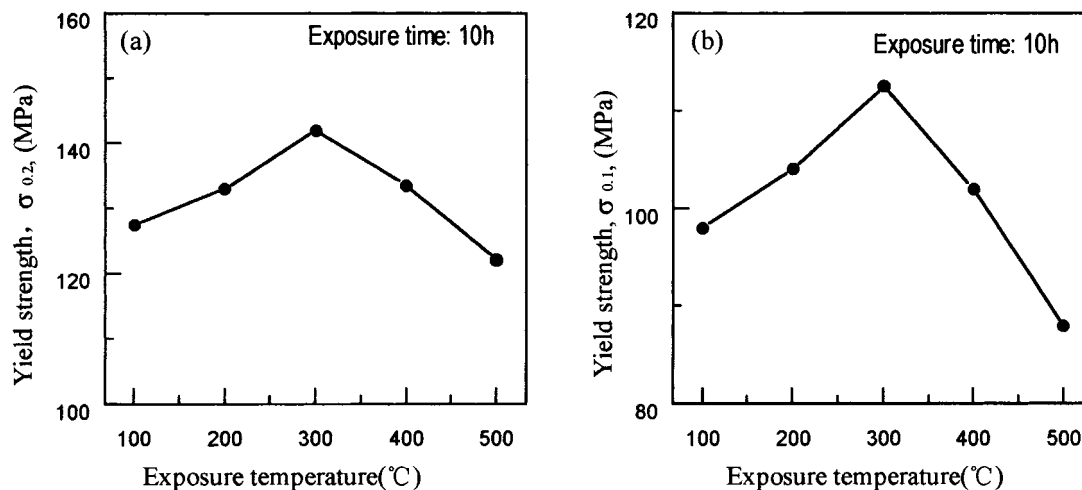 (a)
Exposure time: 10h
160
140
120
100
Yield strength, σ 0.2, (MPa)
100 200 300 400 500
Exposure temperature(℃)
(b)
Exposure time: 10h
120
100
80
Yield strength, σ 0.1, (MPa)
100 200 300 400 500
Exposure temperature(℃)